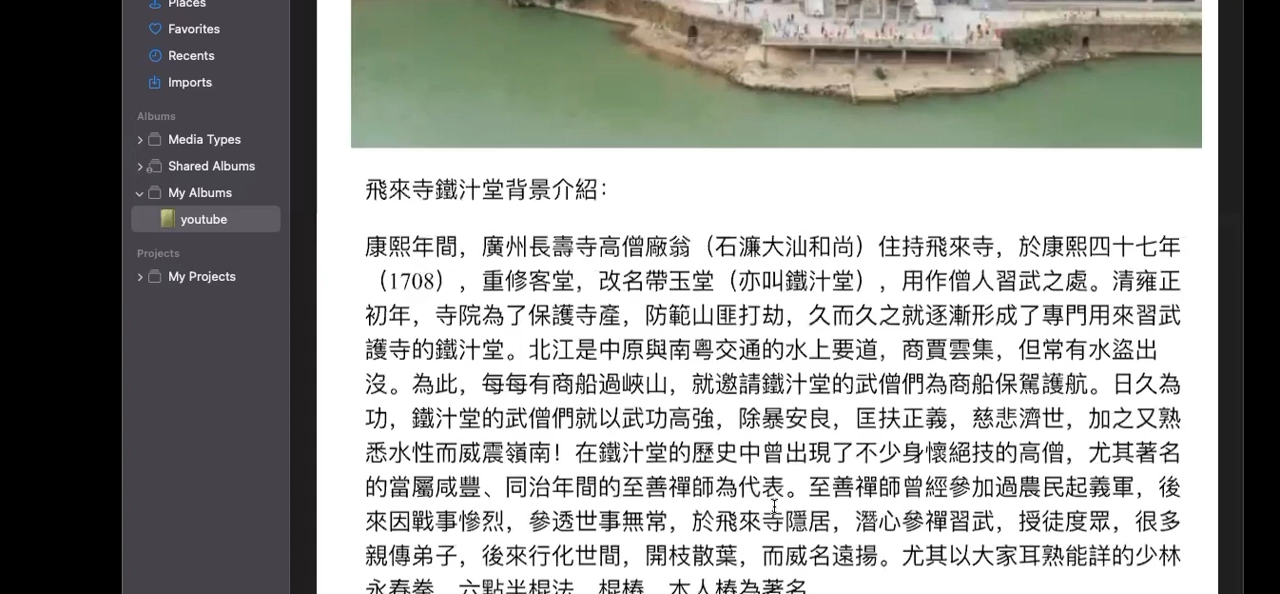 Places
Favorites
Recents
Imports
Albums
Media Types
Shared Albums
My Albums
youtube
Projects
My Projects
飛來寺鐵汁堂背景介紹：
康熙年間，廣州長壽寺高僧廠翁（石濂大汕和尚）住持飛來寺，於康熙四十七年
（1708），重修客堂，改名帶玉堂（亦叫鐵汁堂），用作僧人習武之處。清雍正
初年，寺院為了保護寺產，防範山匪打劫，久而久之就逐漸形成了專門用來習武
護寺的鐵汁堂。北江是中原與南粵交通的水上要道，商賈雲集，但常有水盜出
沒。為此，每每有商船過峽山，就邀請鐵汁堂的武僧們為商船保駕護航。日久為
功，鐵汁堂的武僧們就以武功高強，除暴安良，匡扶正義，慈悲濟世，加之又熟
悉水性而威震嶺南！在鐵汁堂的歷史中曾出現了不少身懷絕技的高僧，尤其著名
的當屬咸豐、同治年間的至善禪師為代表。至善禪師曾經參加過農民起義軍，後
來因戰事慘烈，參透世事無常，於飛來寺隱居，潛心參禪習武，授徒度眾，很多
親傳弟子，後來行化世間，開枝散葉，而威名遠揚。尤其以大家耳熟能詳的少林
永春拳、六點半棍法、棍樁、木人樁為著名